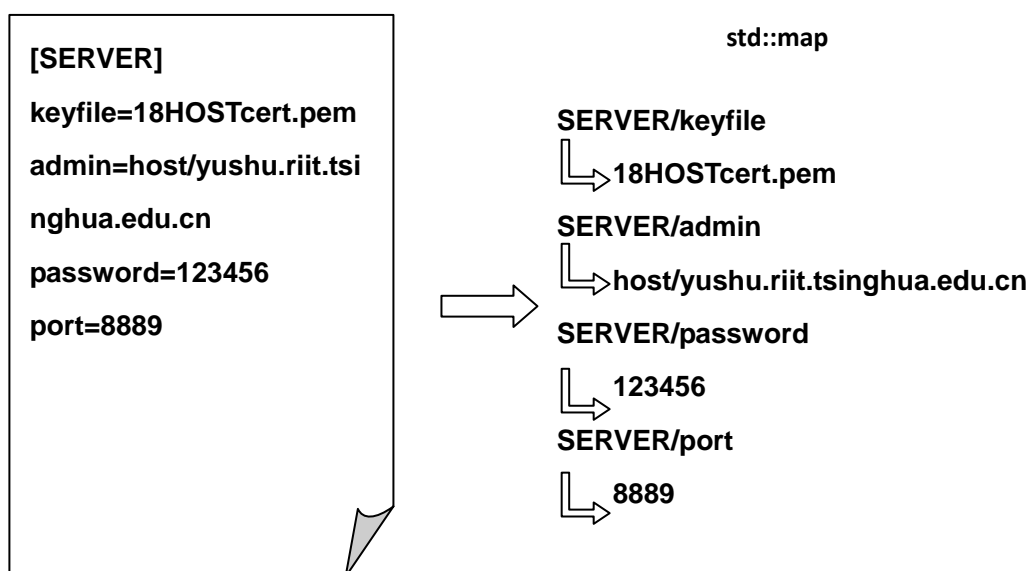 [SERVER]
keyfile=18HOSTcert.pem
admin=host/yushu.riit.tsi
nghua.edu.cn
password=123456
port=8889
std::map
SERVER/keyfile
18HOSTcert.pem
SERVER/admin
host/yushu.riit.tsinghua.edu.cn
SERVER/password
123456
SERVER/port
8889